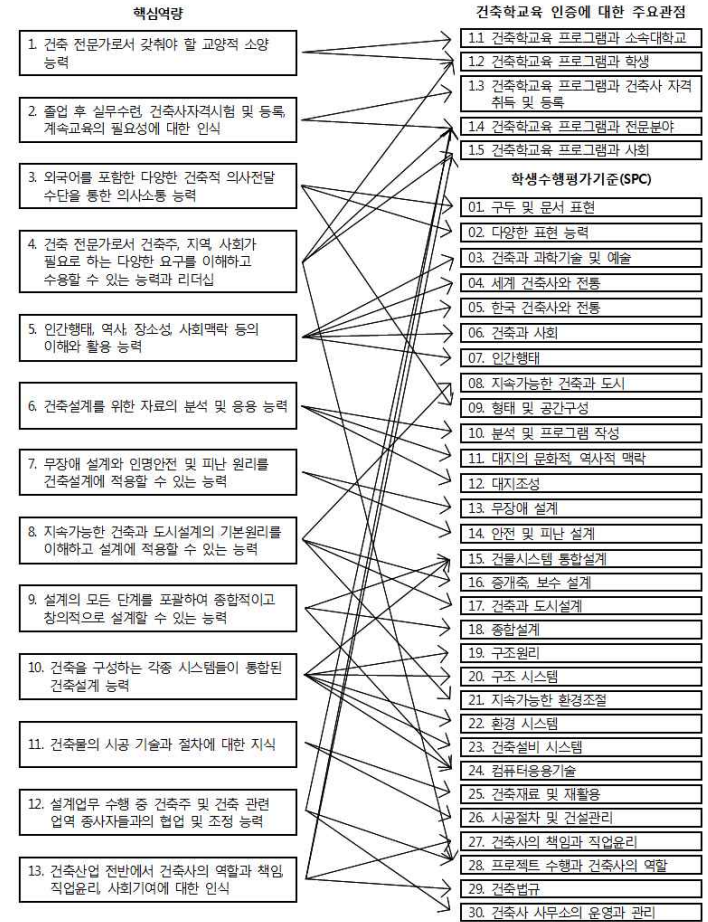 핵심역량
1. 건축 전문가로서 갖춰야 할 교양적 소양
능력
2. 졸업 후 실무수련, 건축사자격시험 및 등록,
계속교육의 필요성에 대한 인식
3. 외국어를 포함한 다양한 건축적 의사전달
수단을 통한 의사소통 능력
4. 건축 전문가로서 건축주, 지역, 사회가
필요로 하는 다양한 요구를 이해하고
수용할 수 있는 능력과 리더십
5. 인간행태, 역사, 장소성, 사회맥락 등의
이해와 활용 능력
6. 건축설계를 위한 자료의 분석 및 응용 능력
7. 무장애 설계와 인명안전 및 피난 원리를
건축설계에 적용할 수 있는 능력
8. 지속가능한 건축과 도시설계의 기본원리를
이해하고 설계에 적용할 수 있는 능력
9. 설계의 모든 단계를 포괄하여 종합적이고
창의적으로 설계할 수 있는 능력
10. 건축을 구성하는 각종 시스템들이 통합된
건축설계 능력
11. 건축물의 시공 기술과 절차에 대한 지식
12. 설계업무 수행 중 건축주 및 건축 관련
업역 종사자들과의 협업 및 조정 능력
13. 건축산업 전반에서 건축사의 역할과 책임,
직업윤리, 사회기여에 대한 인식
건축학교육 인증에 대한 주요관점
1.1 건축학교육 프로그램과 소속대학교
1.2 건축학교육 프로그램과 학생
1.3 건축학교육 프로그램과 건축사 자격
취득 및 등록
1.4 건축학교육 프로그램과 전문분야
1.5 건축학교육 프로그램과 사회
학생수행평가기준(SPC)
01. 구두 및 문서 표현
02. 다양한 표현 능력
03. 건축과 과학기술 및 예술
04. 세계 건축사와 전통
05. 한국 건축사와 전통
06. 건축과 사회
07. 인간행태
08. 지속가능한 건축과 도시
09. 형태 및 공간구성
10. 분석 및 프로그램 작성
11. 대지의 문화적, 역사적 맥락
12. 대지조성
13. 무장애 설계
14. 안전 및 피난 설계
15. 건물시스템 통합설계
16. 증개축, 보수 설계
17. 건축과 도시설계
18. 종합설계
19. 구조원리
20. 구조 시스템
21. 지속가능한 환경조절
22. 환경 시스템
23. 건축설비 시스템
24. 컴퓨터응용기술
25. 건축재료 및 재활용
26. 시공절차 및 건설관리
27. 건축사의 책임과 직업윤리
28. 프로젝트 수행과 건축사의 역할
29. 건축법규
30. 건축사 사무소의 운영과 관리